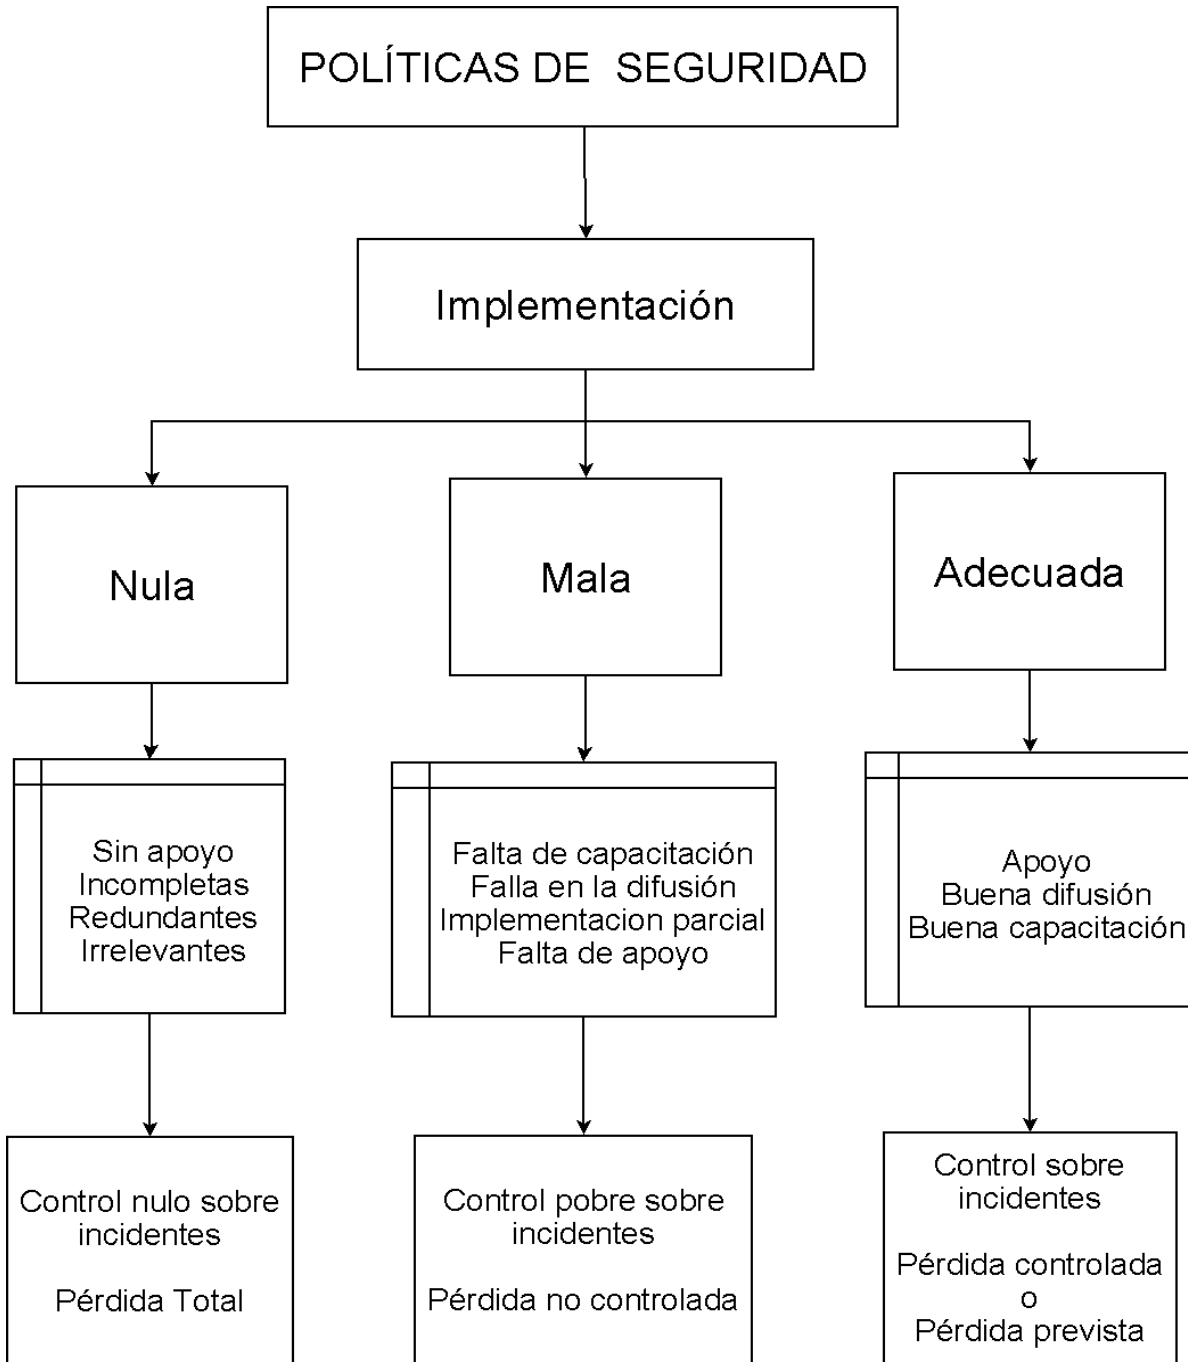 POLÍTICAS DE SEGURIDAD
Implementación
Nula
Mala
Adecuada
Sin apoyo
Incompletas
Redundantes
Irrelevantes
Falta de capacitación
Falla en la difusión
Implementacion parcial
Falta de apoyo
Apoyo
Buena difusión
Buena capacitación
Control nulo sobre
incidentes
Pérdida Total
Control pobre sobre
incidentes
Pérdida no controlada
Control sobre
incidentes
Pérdida controlada
o
Pérdida prevista